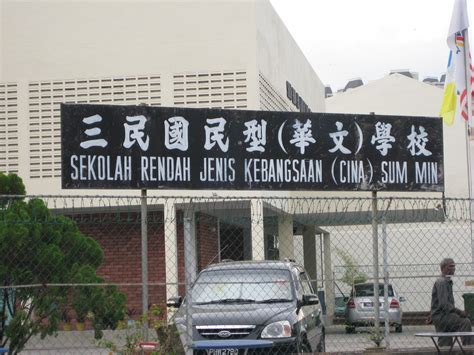 三民國民型(華文)學校
SEKOLAH RENDAH JENIS KEBANGSAAN (CINA) SUM MIN